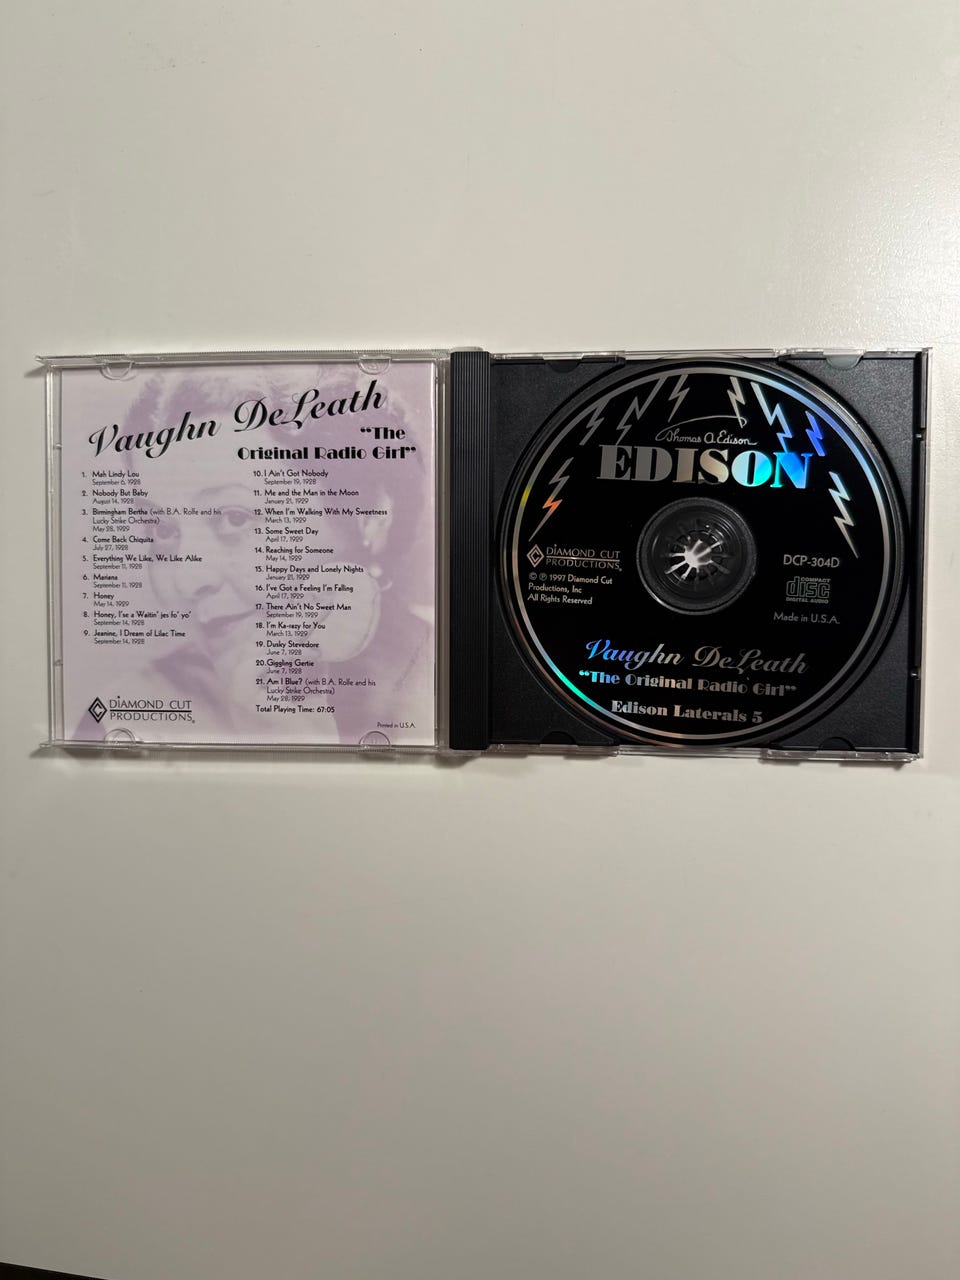 Vaughn DeLeath
"The
Original Radio Girl"
1. Mah Lindy Lou
September 6, 1928
2. Nobody But Baby
August 14, 1928
3. Birmingham Bertha (with B.A. Rolfe and his
Lucky Strike Orchestra)
May 28, 1929
4. Come Back Chiquita
July 27, 1928
5. Everything We Like, We Like Alike
September 11, 1928
6. Mariana
September 11, 1928
7. Honey
May 14, 1929
8. Honey, I'se a Waitin' jes fo' yo'
September 14, 1928
9. Jeanine, I Dream of Lilac Time
September 14, 1928
10. I Ain't Got Nobody
September 19, 1928
11. Me and the Man in the Moon
January 21, 1929
12. When I'm Walking With My Sweetness
March 13, 1929
13. Some Sweet Day
April 17, 1929
14. Reaching for Someone
May 14, 1929
15. Happy Days and Lonely Nights
January 21, 1929
16. I've Got a Feeling I'm Falling
April 17, 1929
17. There Ain't No Sweet Man
September 19, 1928
18. I'm Ka-razy for You
March 13, 1929
19. Dusky Stevedore
June 7, 1928
20. Giggling Gertie
June 7, 1928
21. Am I Blue? (with B.A. Rolfe and his
Lucky Strike Orchestra)
May 28, 1929
Total Playing Time: 67:05
DIAMOND CUT
PRODUCTIONS®
Printed in U.S.A.
Thomas A Edison
EDISON
DIAMOND CUT
PRODUCTIONS®
© ℗ 1997 Diamond Cut
Productions, Inc
All Rights Reserved
DCP-304D
COMPACT
disc
DIGITAL AUDIO
Made in U.S.A.
Vaughn DeLeath
"The Original Radio Girl"
Edison Laterals 5